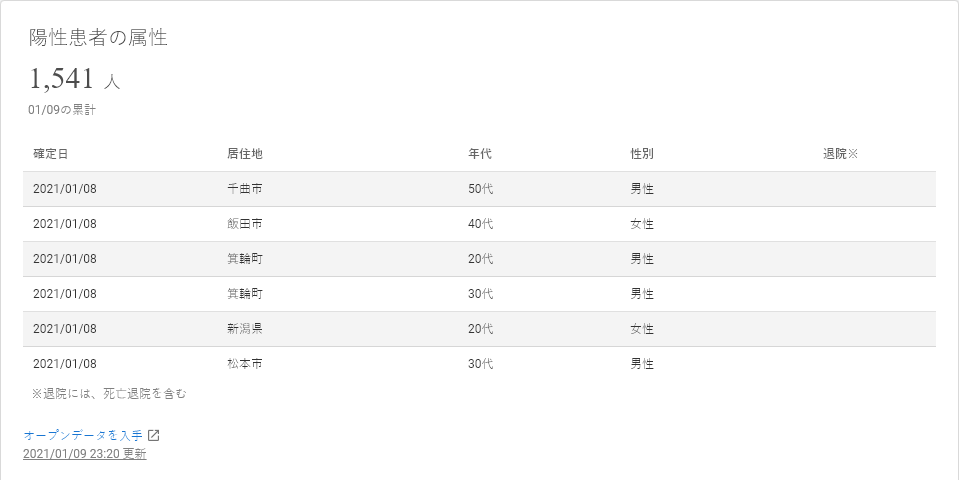 陽性患者の属性
1,541 人
01/09の累計
確定日 居住地 年代 性別 退院※
2021/01/08 千曲市 50代 男性
2021/01/08 飯田市 40代 女性
2021/01/08 箕輪町 20代 男性
2021/01/08 箕輪町 30代 男性
2021/01/08 新潟県 20代 女性
2021/01/08 松本市 30代 男性
※退院には、死亡退院を含む
オープンデータを入手
2021/01/09 23:20 更新